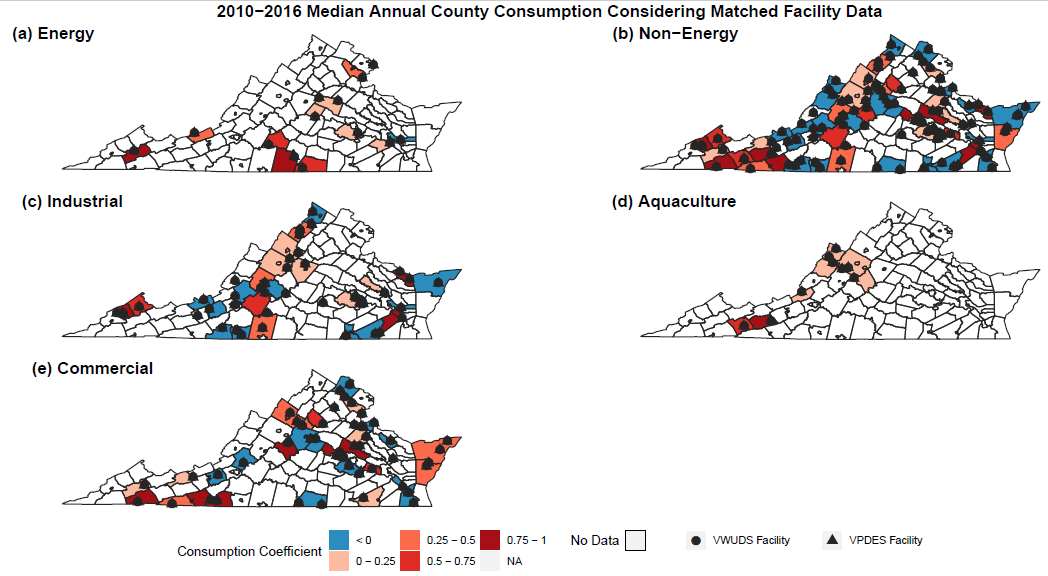 2010−2016 Median Annual County Consumption Considering Matched Facility Data
(a) Energy
(b) Non−Energy
(c) Industrial
(d) Aquaculture
(e) Commercial
Consumption Coefficient
< 0
0 − 0.25
0.25 − 0.5
0.5 − 0.75
0.75 − 1
NA
No Data
VWUDS Facility
VPDES Facility